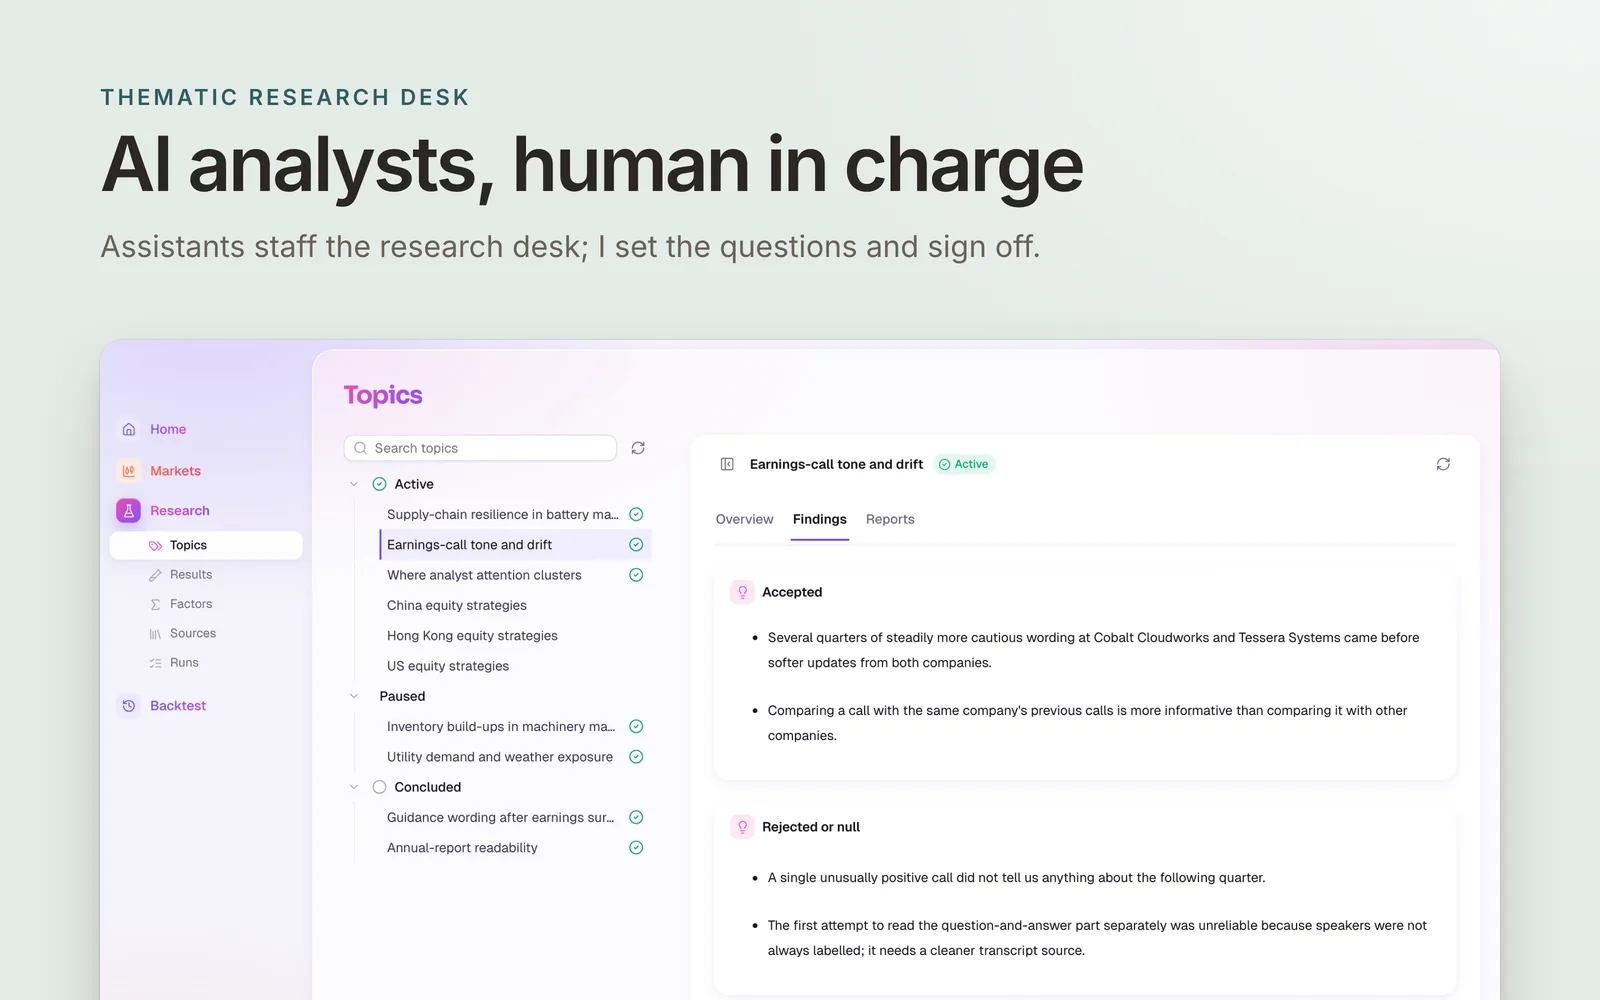 THEMATIC RESEARCH DESK
AI analysts, human in charge
Assistants staff the research desk; I set the questions and sign off.
Home
Markets
Research
Topics
Results
Factors
Sources
Runs
Backtest
Topics
Search topics
Active
Supply-chain resilience in battery ma...
Earnings-call tone and drift
Where analyst attention clusters
China equity strategies
Hong Kong equity strategies
US equity strategies
Paused
Inventory build-ups in machinery ma...
Utility demand and weather exposure
Concluded
Guidance wording after earnings sur...
Annual-report readability
Earnings-call tone and drift Active
Overview Findings Reports
Accepted
• Several quarters of steadily more cautious wording at Cobalt Cloudworks and Tessera Systems came before
softer updates from both companies.
• Comparing a call with the same company's previous calls is more informative than comparing it with other
companies.
Rejected or null
• A single unusually positive call did not tell us anything about the following quarter.
• The first attempt to read the question-and-answer part separately was unreliable because speakers were not
always labelled; it needs a cleaner transcript source.